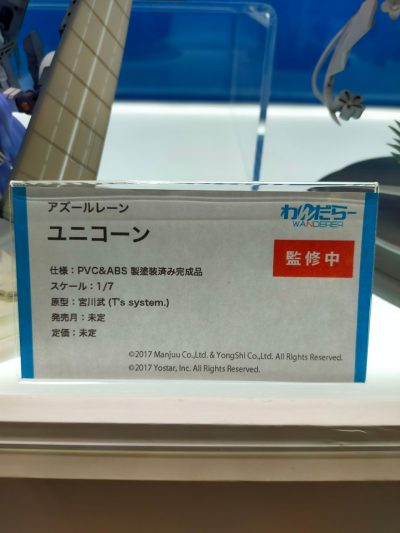 アズールレーン
わんだらー
WANDERER
ユニコーン
監修中
仕様：PVC&ABS 製塗装済み完成品
スケール：1/7
原型：宮川武 (T's system.)
発売月：未定
定価：未定
©2017 Manjuu Co.,Ltd. & YongShi Co.,Ltd. All Rights Reserved.
©2017 Yostar, Inc. All Rights Reserved.